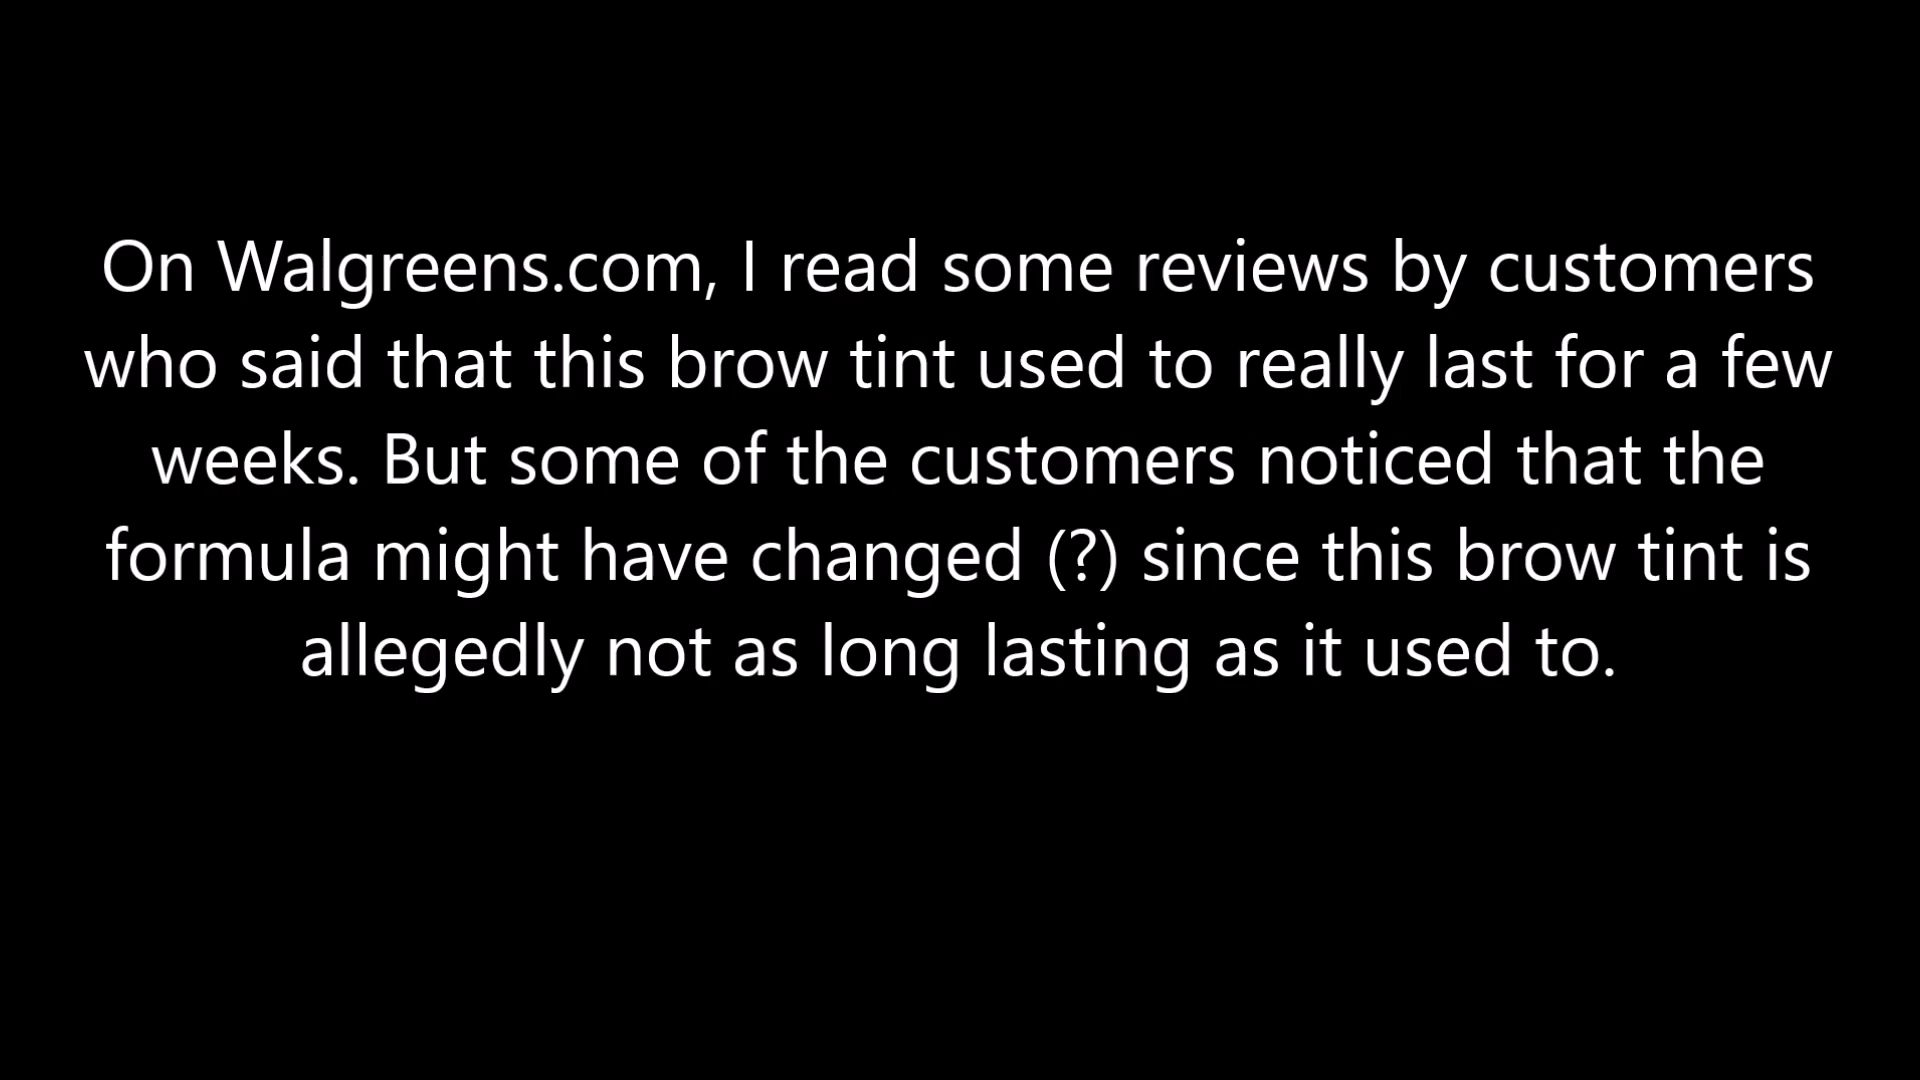 On Walgreens.com, I read some reviews by customers
who said that this brow tint used to really last for a few
weeks. But some of the customers noticed that the
formula might have changed (?) since this brow tint is
allegedly not as long lasting as it used to.